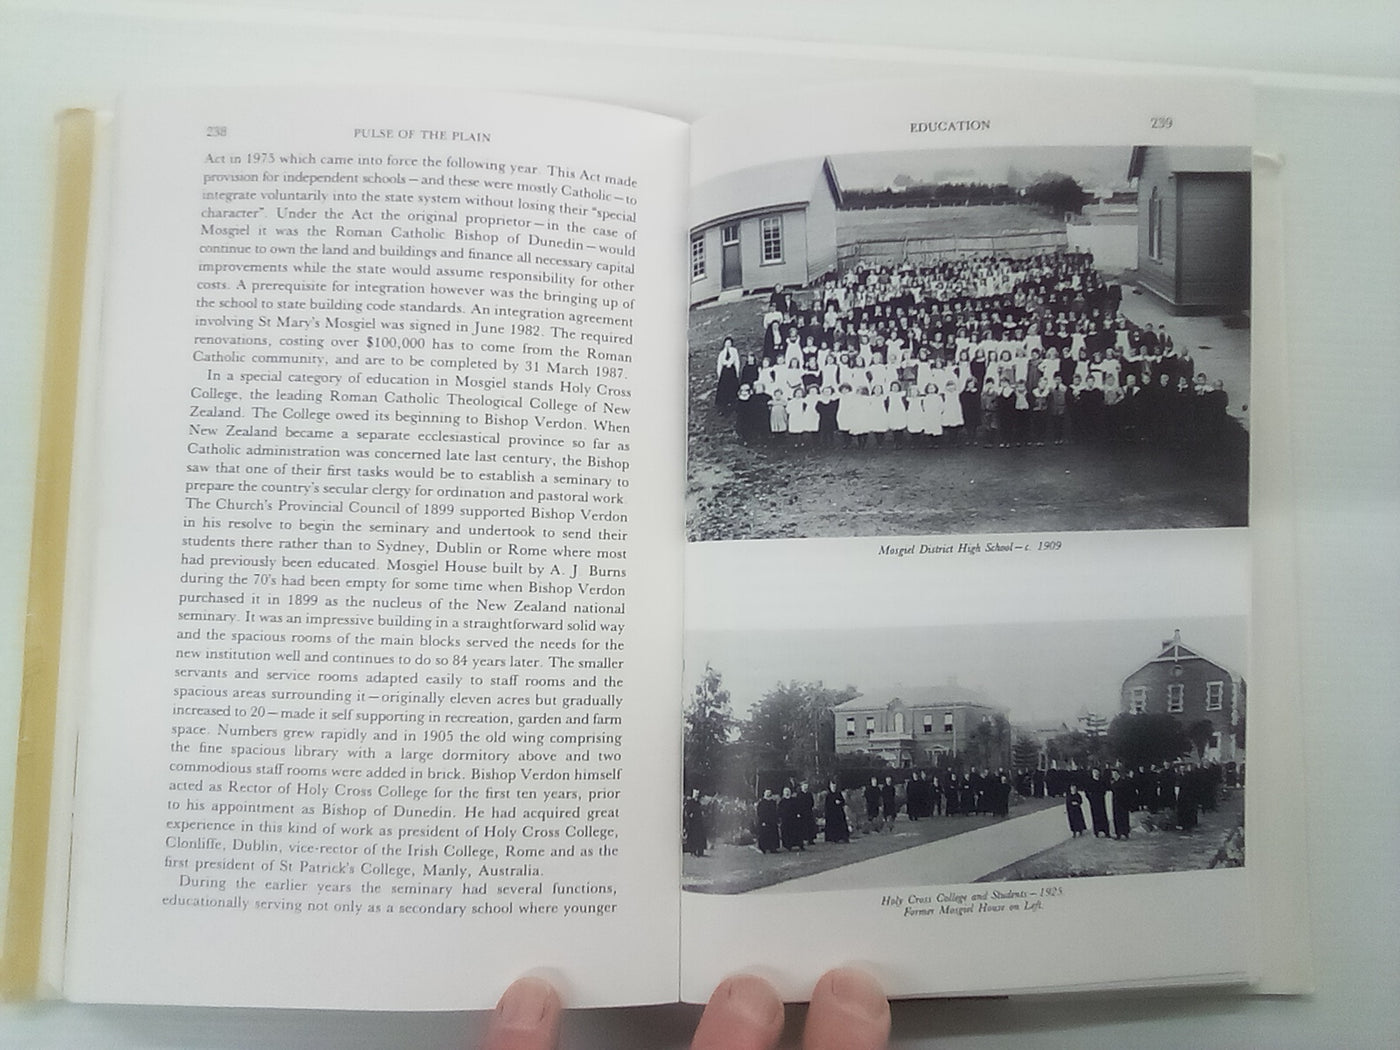 238
PULSE OF THE PLAIN
Act in 1975 which came into force the following year. This Act made
provision for independent schools—and these were mostly Catholic—to
integrate voluntarily into the state system without losing their "special
character". Under the Act the original proprietor—in the case of
Mosgiel it was the Roman Catholic Bishop of Dunedin—would
continue to own the land and buildings and finance all necessary capital
improvements while the state would assume responsibility for other
costs. A prerequisite for integration however was the bringing up of
the school to state building code standards. An integration agreement
involving St Mary's Mosgiel was signed in June 1982. The required
renovations, costing over $100,000 has to come from the Roman
Catholic community, and are to be completed by 31 March 1987.
In a special category of education in Mosgiel stands Holy Cross
College, the leading Roman Catholic Theological College of New
Zealand. The College owed its beginning to Bishop Verdon. When
New Zealand became a separate ecclesiastical province so far as
Catholic administration was concerned late last century, the Bishop
saw that one of their first tasks would be to establish a seminary to
prepare the country's secular clergy for ordination and pastoral work.
The Church's Provincial Council of 1899 supported Bishop Verdon
in his resolve to begin the seminary and undertook to send their
students there rather than to Sydney, Dublin or Rome where most
had previously been educated. Mosgiel House built by A. J. Burns
during the 70's had been empty for some time when Bishop Verdon
purchased it in 1899 as the nucleus of the New Zealand national
seminary. It was an impressive building in a straightforward solid way
and the spacious rooms of the main blocks served the needs for the
new institution well and continues to do so 84 years later. The smaller
servants and service rooms adapted easily to staff rooms and the
spacious areas surrounding it—originally eleven acres but gradually
increased to 20—made it self supporting in recreation, garden and farm
space. Numbers grew rapidly and in 1905 the old wing comprising
the fine spacious library with a large dormitory above and two
commodious staff rooms were added in brick. Bishop Verdon himself
acted as Rector of Holy Cross College for the first ten years, prior
to his appointment as Bishop of Dunedin. He had acquired great
experience in this kind of work as president of Holy Cross College,
Clonliffe, Dublin, vice-rector of the Irish College, Rome and as the
first president of St Patrick's College, Manly, Australia.
During the earlier years the seminary had several functions,
educationally serving not only as a secondary school where younger
EDUCATION
239
Mosgiel District High School—c. 1909
Holy Cross College and Students—1925.
Former Mosgiel House on Left.